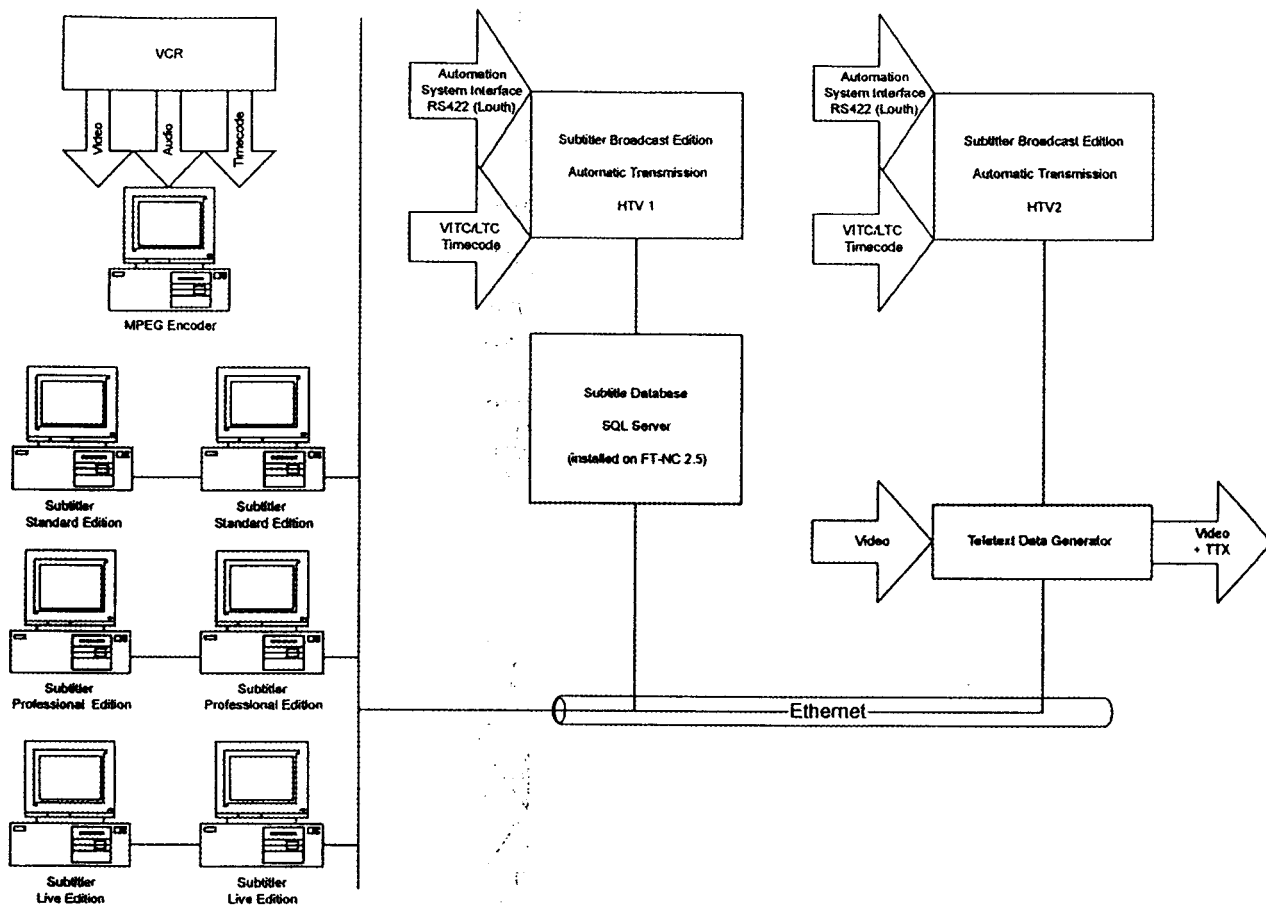 VCR
Video
Audio
Timecode
MPEG Encoder
Subtitler
Standard Edition
Subtitler
Standard Edition
Subtitler
Professional Edition
Subtitler
Professional Edition
Subtitler
Live Edition
Subtitler
Live Edition
Automation
System Interface
RS422 (Louth)
VITC/LTC
Timecode
Subtitler Broadcast Edition
Automatic Transmission
HTV 1
Subtitle Database
SQL Server
(installed on FT-NC 2.5)
Automation
System Interface
RS422 (Louth)
VITC/LTC
Timecode
Subtitler Broadcast Edition
Automatic Transmission
HTV2
Video
Teletext Data Generator
Video
+ TTX
Ethernet